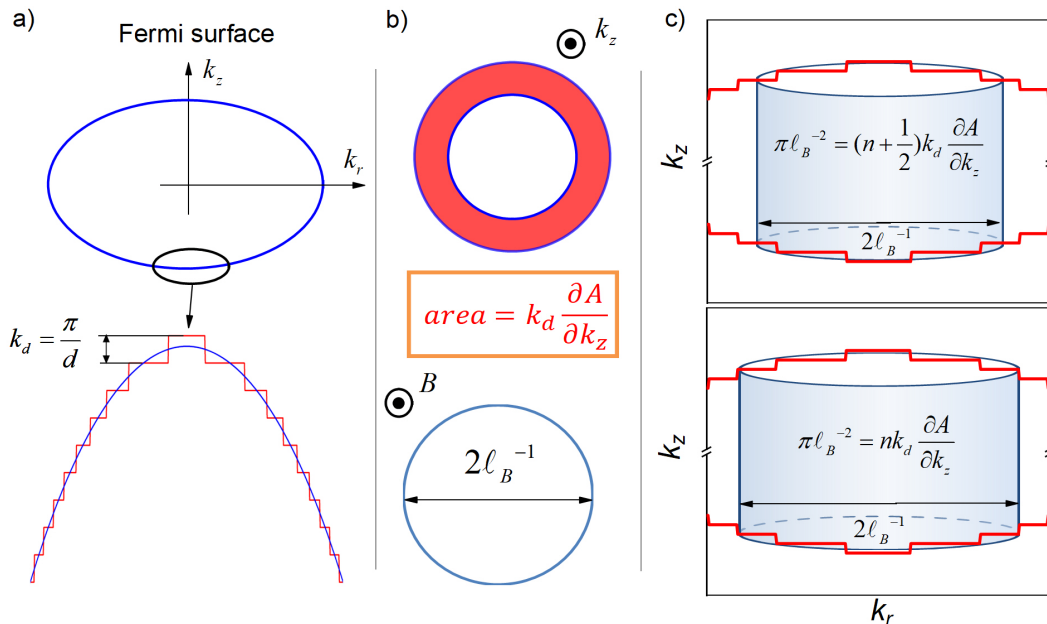 a)
Fermi surface
k_z
k_r
k_d = π/d
b)
k_z
area = k_d ∂A/∂k_z
B
2ℓ_B⁻¹
c)
k_z
πℓ_B⁻² = (n + 1/2)k_d ∂A/∂k_z
2ℓ_B⁻¹
k_z
πℓ_B⁻² = nk_d ∂A/∂k_z
2ℓ_B⁻¹
k_r